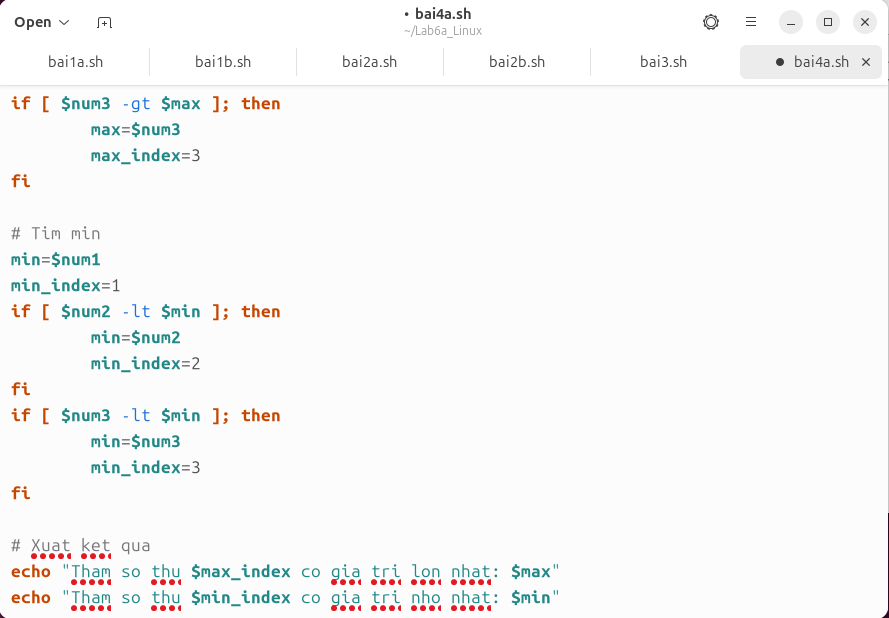 Open
• bai4a.sh
~/Lab6a_Linux
bai1a.sh bai1b.sh bai2a.sh bai2b.sh bai3.sh ● bai4a.sh ×
if [ $num3 -gt $max ]; then
        max=$num3
        max_index=3
fi

# Tim min
min=$num1
min_index=1
if [ $num2 -lt $min ]; then
        min=$num2
        min_index=2
fi
if [ $num3 -lt $min ]; then
        min=$num3
        min_index=3
fi

# Xuat ket qua
echo "Tham so thu $max_index co gia tri lon nhat: $max"
echo "Tham so thu $min_index co gia tri nho nhat: $min"